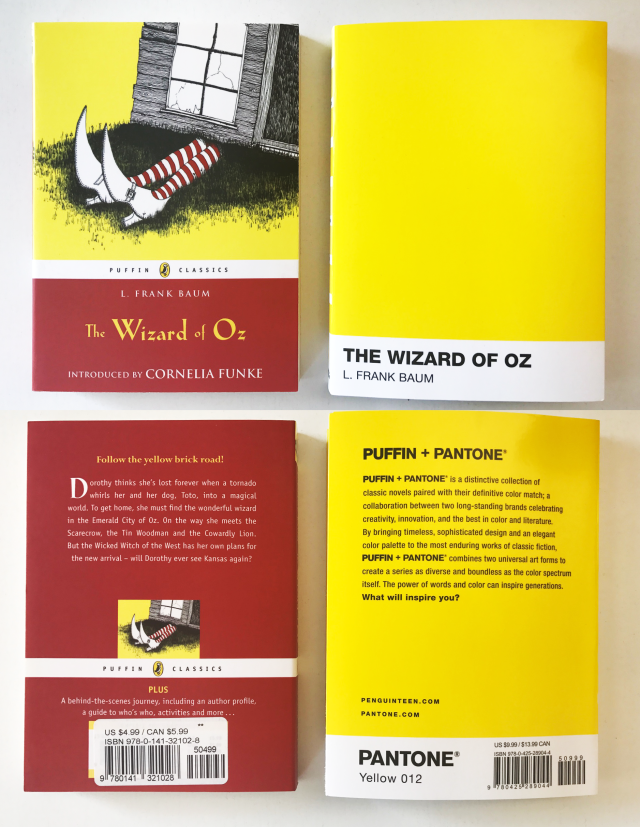 PUFFIN CLASSICS
L. FRANK BAUM
The Wizard of Oz
INTRODUCED BY CORNELIA FUNKE
THE WIZARD OF OZ
L. FRANK BAUM
Follow the yellow brick road!
Dorothy thinks she's lost forever when a tornado
whirls her and her dog, Toto, into a magical
world. To get home, she must find the wonderful wizard
in the Emerald City of Oz. On the way she meets the
Scarecrow, the Tin Woodman and the Cowardly Lion.
But the Wicked Witch of the West has her own plans for
the new arrival – will Dorothy ever see Kansas again?
PUFFIN CLASSICS
PLUS
A behind-the-scenes journey, including an author profile,
a guide to who's who, activities and more ...
US $4.99 / CAN $5.99
ISBN 978-0-141-32102-8
50499
9 780141 321028
PUFFIN + PANTONE®
PUFFIN + PANTONE® is a distinctive collection of
classic novels paired with their definitive color match; a
collaboration between two long-standing brands celebrating
creativity, innovation, and the best in color and literature.
By bringing timeless, sophisticated design and an elegant
color palette to the most enduring works of classic fiction,
PUFFIN + PANTONE® combines two universal art forms to
create a series as diverse and boundless as the color spectrum
itself. The power of words and color can inspire generations.
What will inspire you?
PENGUINTEEN.COM
PANTONE.COM
PANTONE®
Yellow 012
US $9.99 / $13.99 CAN
ISBN 978-0-425-28904-4
50999
9 780425 289044